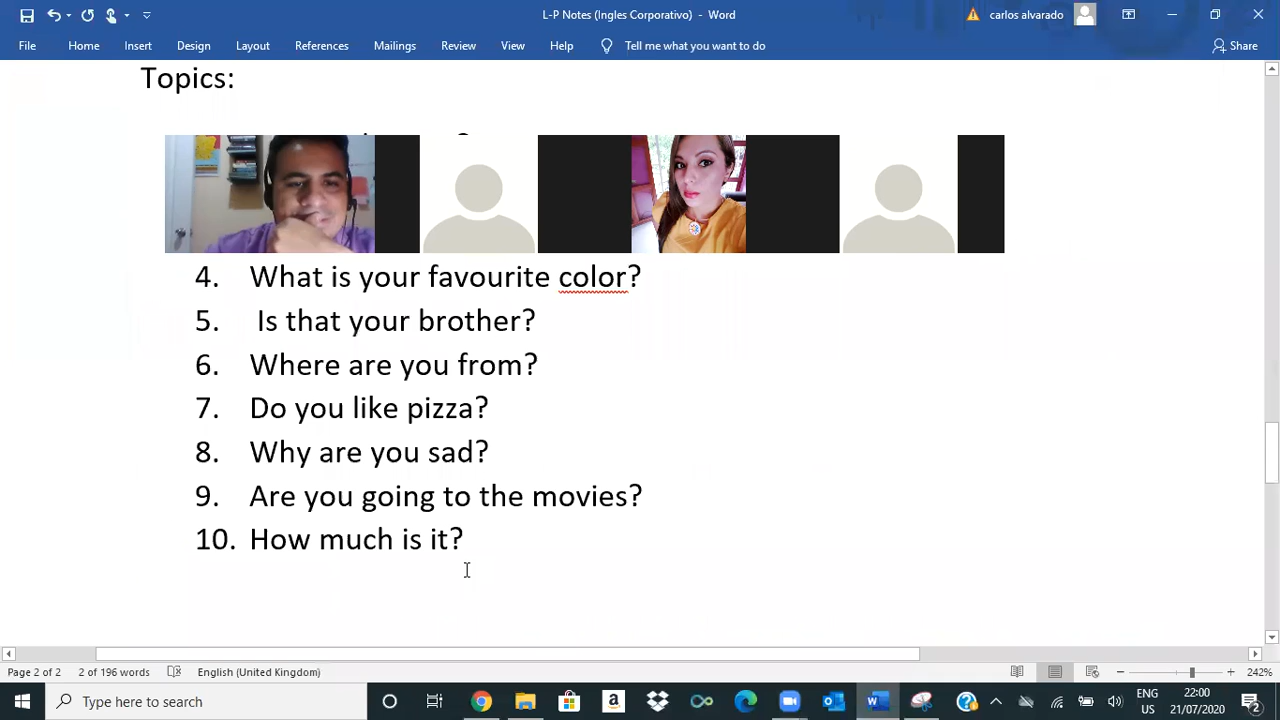 L-P Notes (Ingles Corporativo) - Word
carlos alvarado
File Home Insert Design Layout References Mailings Review View Help Tell me what you want to do Share
Topics:
4. What is your favourite color?
5. Is that your brother?
6. Where are you from?
7. Do you like pizza?
8. Why are you sad?
9. Are you going to the movies?
10. How much is it?
Page 2 of 2 2 of 196 words English (United Kingdom) 242%
Type here to search
ENG
US
22:00
21/07/2020
2